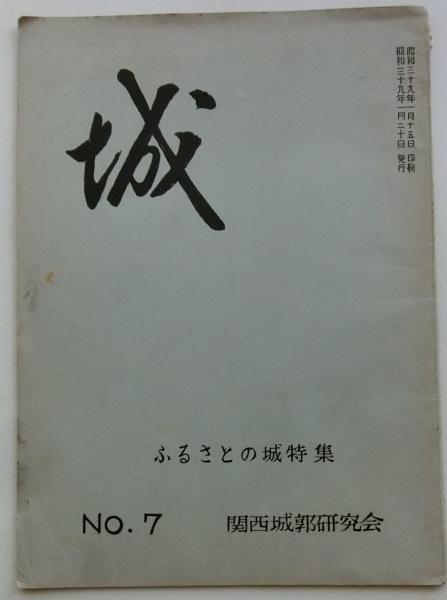 昭和三十九年一月十五日 印刷
昭和三十九年一月二十日 発行
城
ふるさとの城特集
NO.7 関西城郭研究会